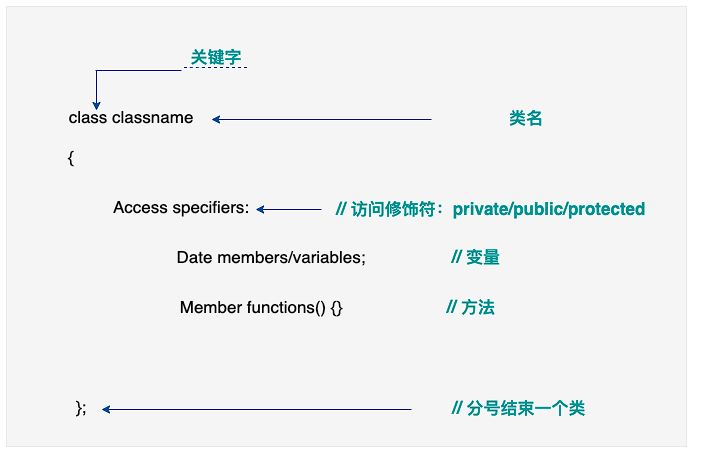 关键字
class classname 类名
{
Access specifiers: // 访问修饰符：private/public/protected
Date members/variables; // 变量
Member functions() {} // 方法
}; // 分号结束一个类